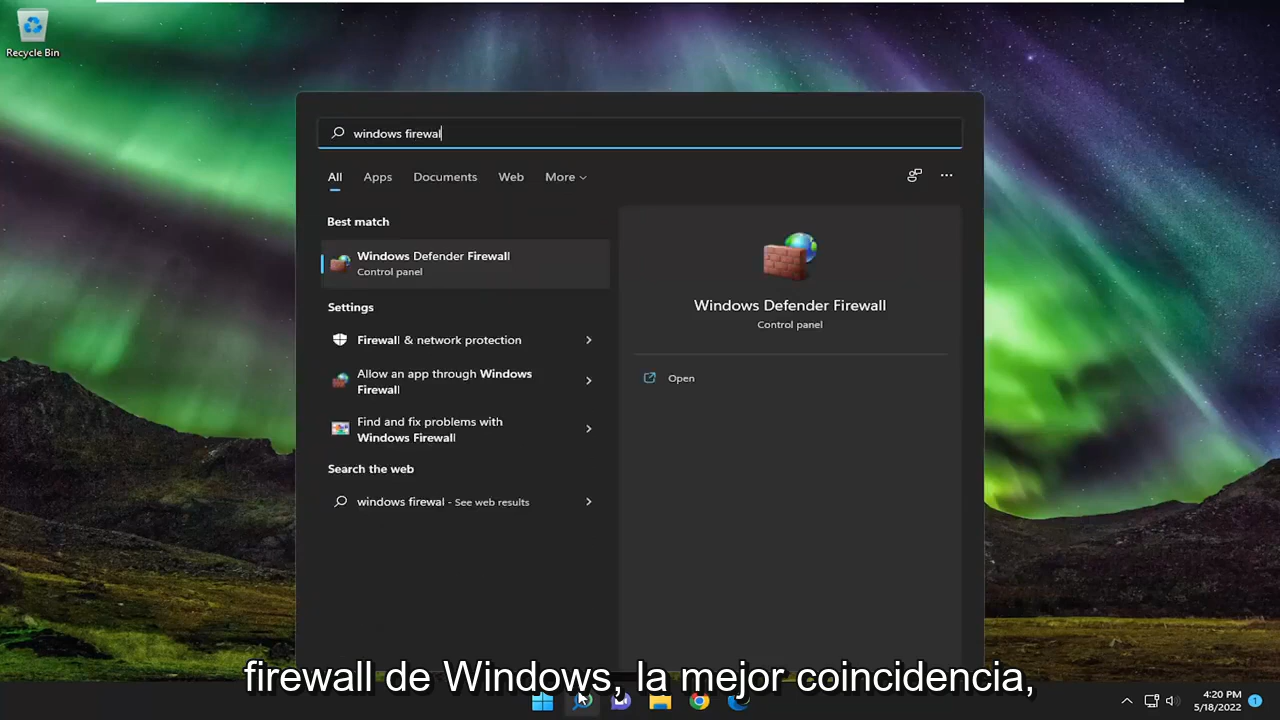 Recycle Bin
windows firewal
All Apps Documents Web More
Best match
Windows Defender Firewall
Control panel
Settings
Firewall & network protection
Allow an app through Windows
Firewall
Find and fix problems with
Windows Firewall
Search the web
windows firewal - See web results
Windows Defender Firewall
Control panel
Open
firewall de Windows, la mejor coincidencia,
4:20 PM
5/18/2022
1